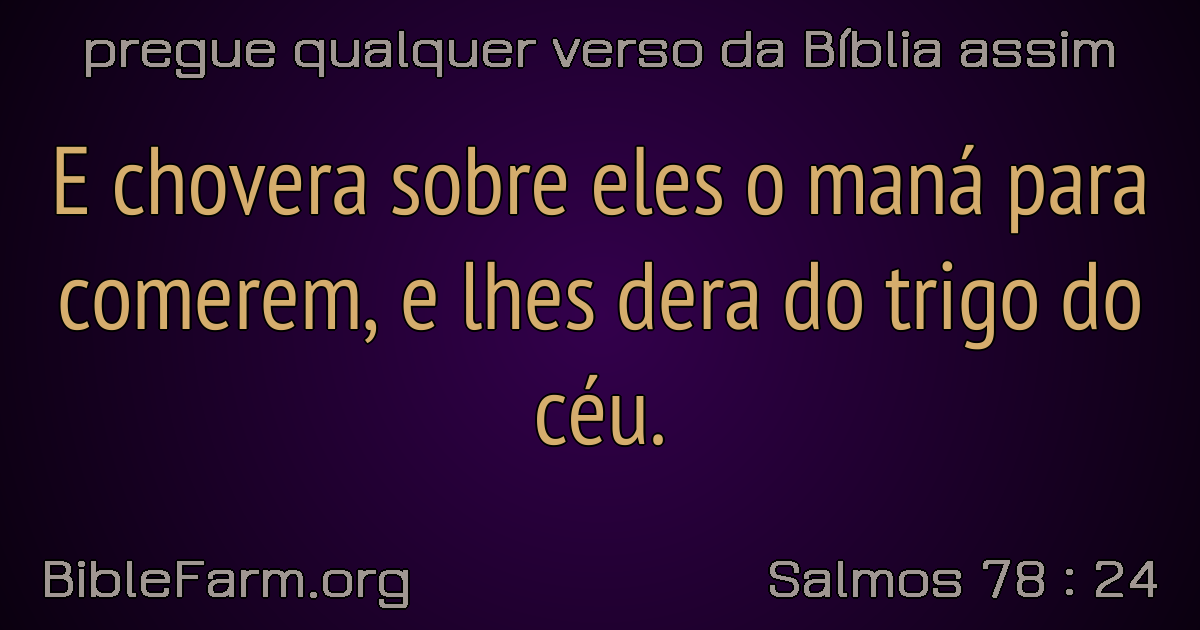 pregue qualquer verso da Bíblia assim
E chovera sobre eles o maná para
comerem, e lhes dera do trigo do
céu.
BibleFarm.org
Salmos 78 : 24